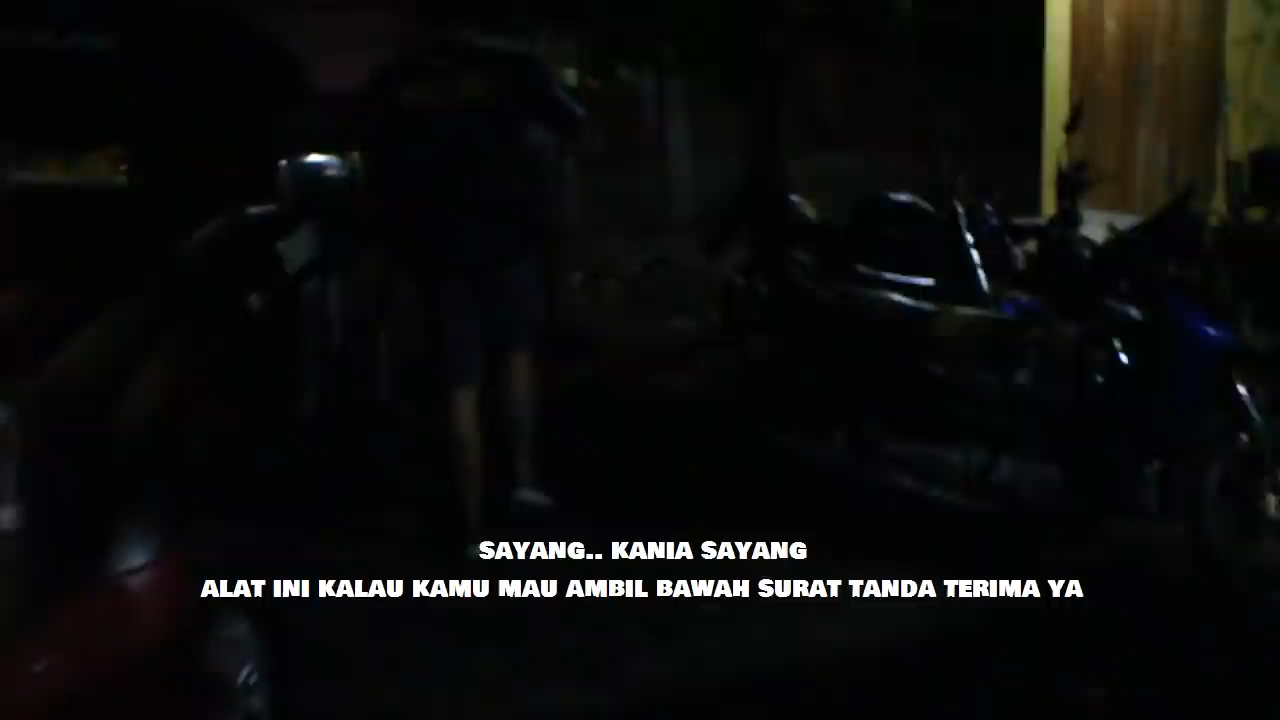 SAYANG.. KANIA SAYANG
ALAT INI KALAU KAMU MAU AMBIL BAWAH SURAT TANDA TERIMA YA